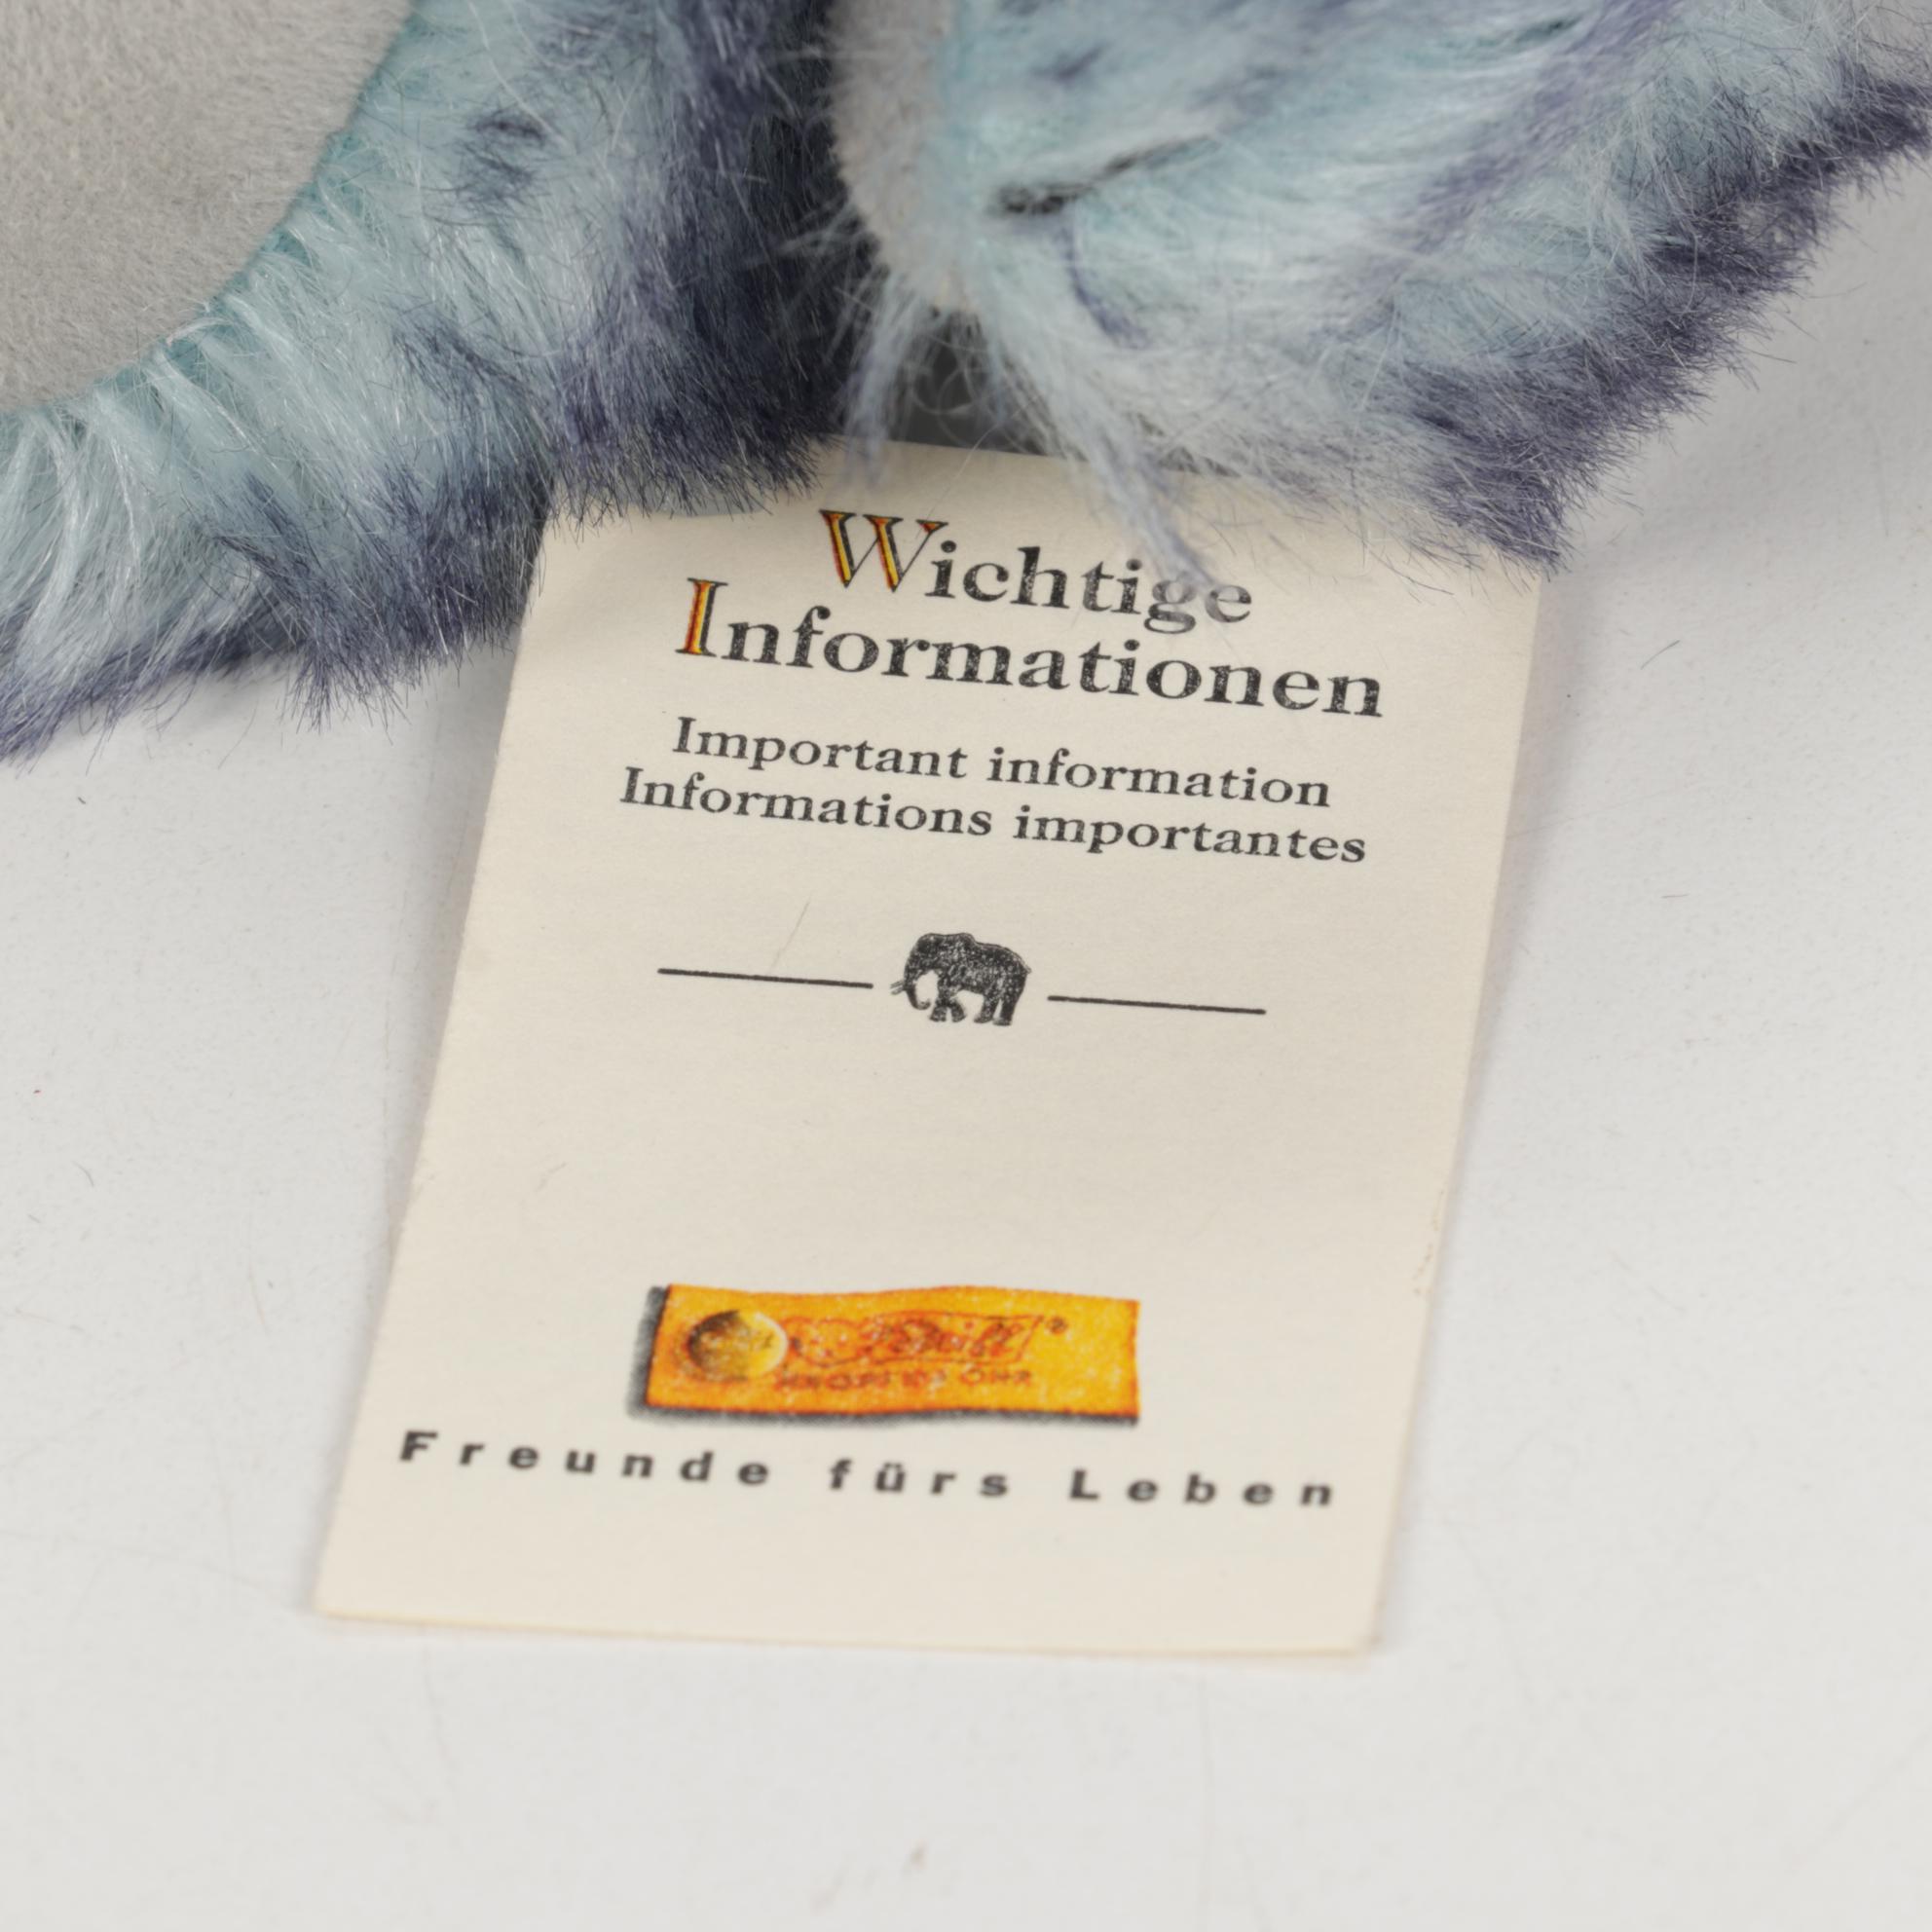 Wichtige
Informationen
Important information
Informations importantes
Freunde fürs Leben